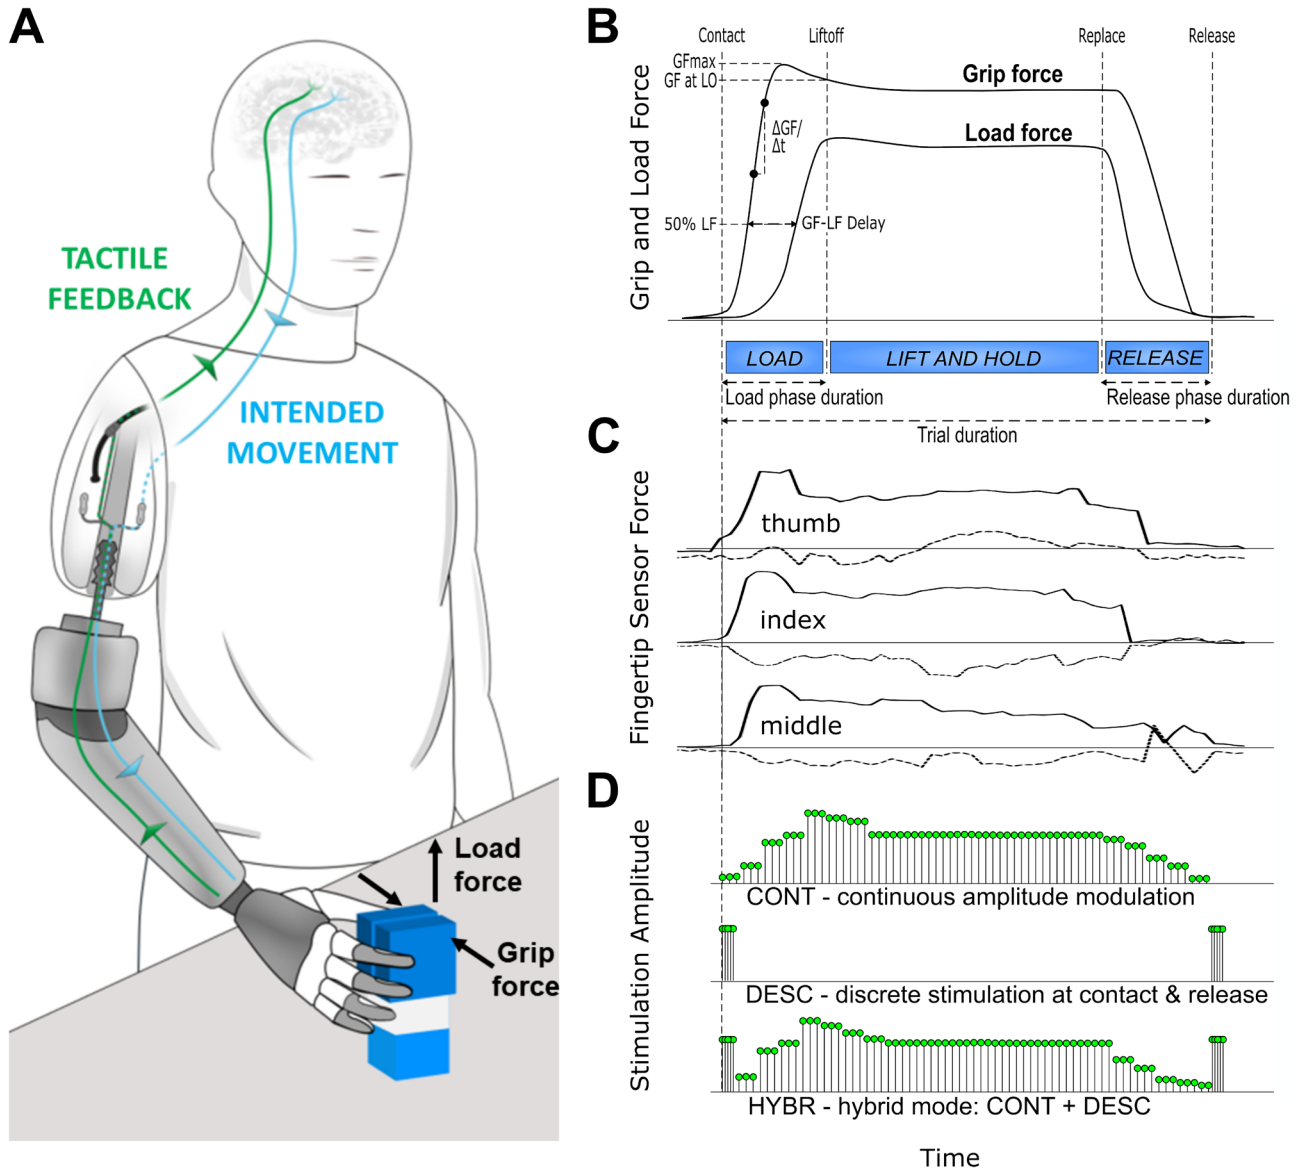 A
TACTILE
FEEDBACK
INTENDED
MOVEMENT
Load
force
Grip
force
B
Contact
Liftoff
Replace
Release
GFmax
GF at LO
Grip force
Load force
ΔGF/
Δt
50% LF
GF-LF Delay
Grip and Load Force
LOAD
LIFT AND HOLD
RELEASE
Load phase duration
Release phase duration
Trial duration
C
Fingertip Sensor Force
thumb
index
middle
D
Stimulation Amplitude
CONT - continuous amplitude modulation
DESC - discrete stimulation at contact & release
Stimulation Amplitude
HYBR - hybrid mode: CONT + DESC
Time